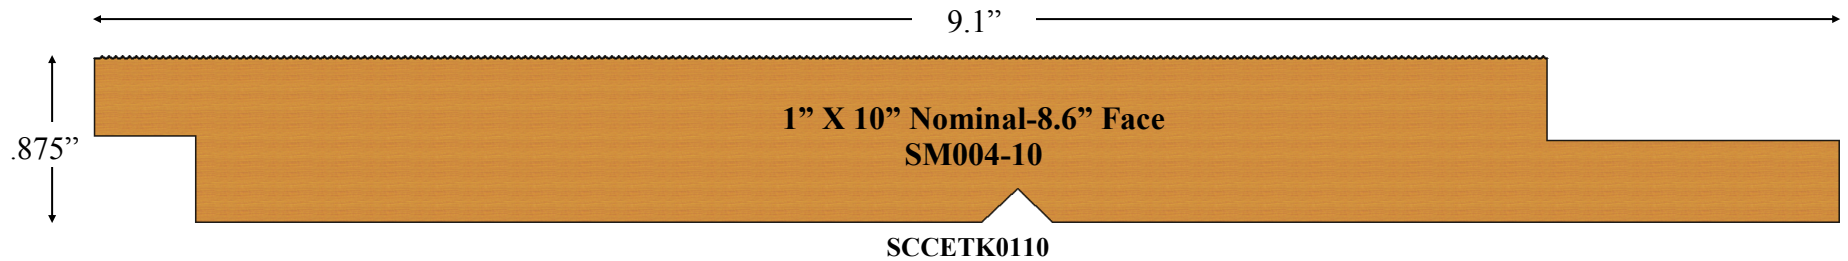 9.1”
1” X 10” Nominal-8.6” Face
.875”
SM004-10
SCCETK0110